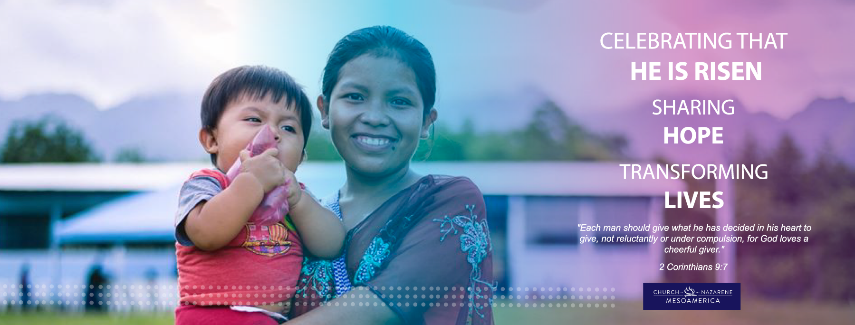 CELEBRATING THAT
HE IS RISEN
SHARING
HOPE
TRANSFORMING
LIVES
"Each man should give what he has decided in his heart to
give, not reluctantly or under compulsion, for God loves a
cheerful giver."
2 Corinthians 9:7
CHURCH OF THE NAZARENE
MESOAMERICA